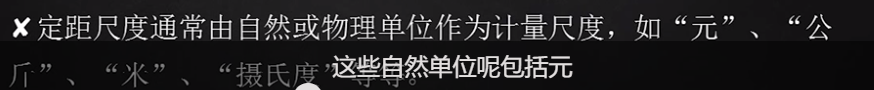 ✘定距尺度通常由自然或物理单位作为计量尺度，如“元”、“公
斤”、“米”、“摄氏度”等等。
这些自然单位呢包括元